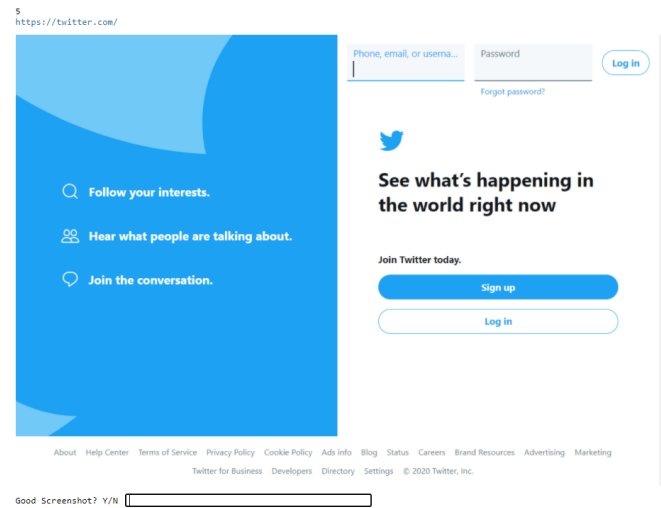 5
https://twitter.com/
Phone, email, or userna...
Password
Log in
Forgot password?
See what's happening in
the world right now
Follow your interests.
Hear what people are talking about.
Join the conversation.
Join Twitter today.
Sign up
Log in
About Help Center Terms of Service Privacy Policy Cookie Policy Ads info Blog Status Careers Brand Resources Advertising Marketing
Twitter for Business Developers Directory Settings © 2020 Twitter, Inc.
Good Screenshot? Y/N